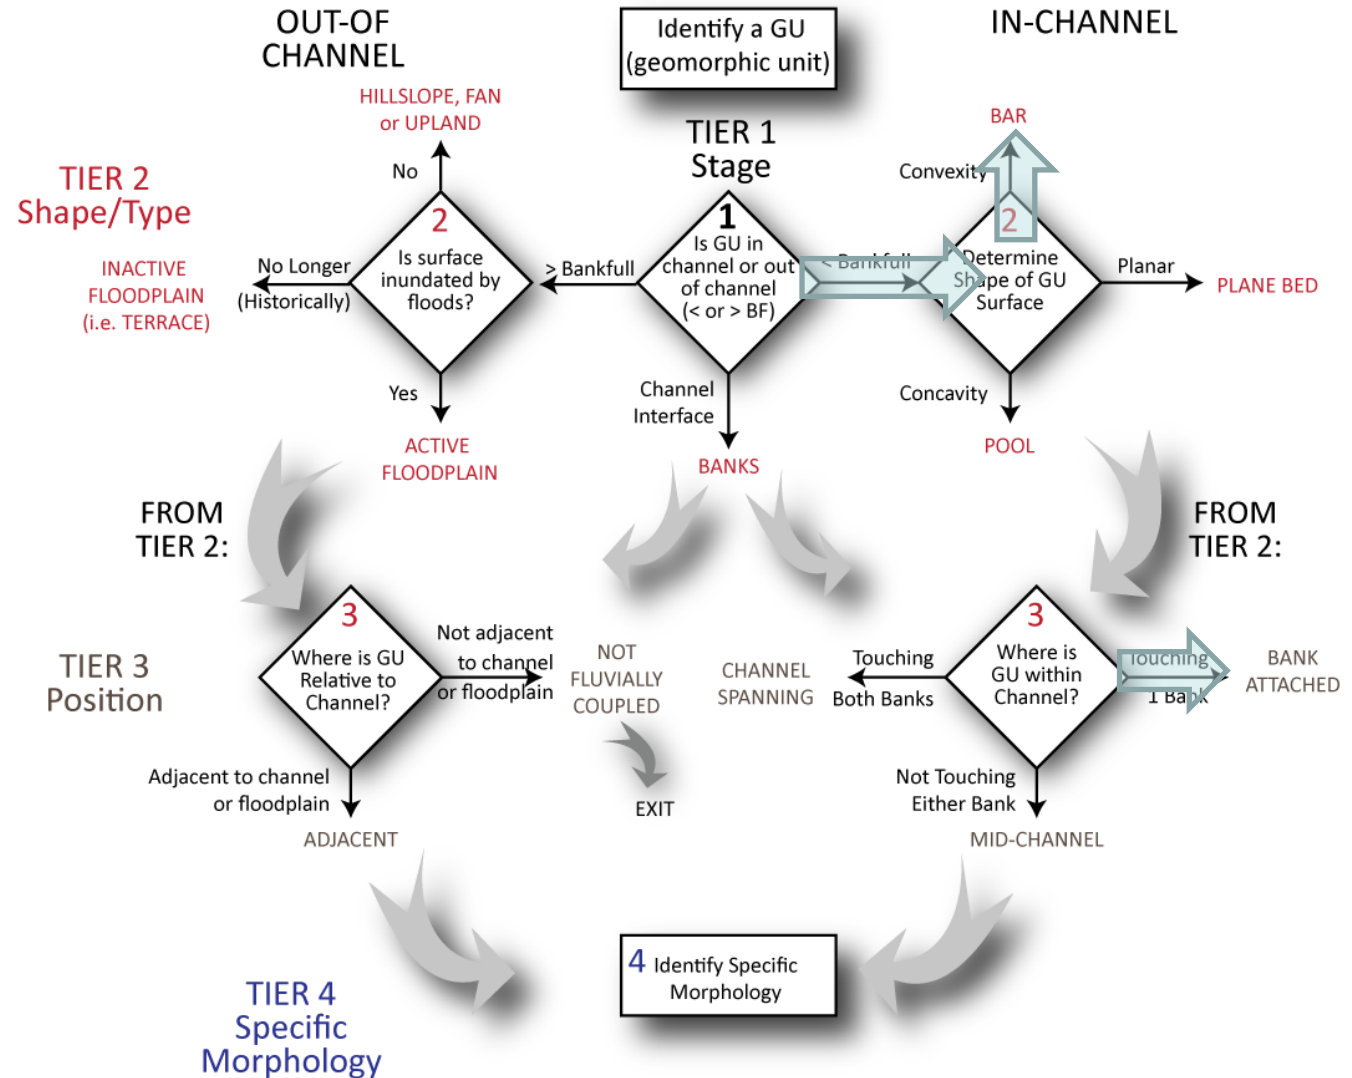 OUT-OF
CHANNEL
Identify a GU
(geomorphic unit)
IN-CHANNEL
HILLSLOPE, FAN
or UPLAND
BAR
TIER 1
Stage
No
Convexity
TIER 2
Shape/Type
2
Is surface
inundated by
floods?
1
Is GU in
channel or out
of channel
(< or > BF)
2
Determine
Shape of GU
Surface
No Longer
(Historically)
INACTIVE
FLOODPLAIN
(i.e. TERRACE)
> Bankfull
< Bankfull
Planar
PLANE BED
Yes
Channel
Interface
Concavity
ACTIVE
FLOODPLAIN
BANKS
POOL
FROM
TIER 2:
FROM
TIER 2:
TIER 3
Position
3
Where is GU
Relative to
Channel?
Not adjacent
to channel
or floodplain
NOT
FLUVIALLY
COUPLED
CHANNEL
SPANNING
Touching
Both Banks
3
Where is
GU within
Channel?
Touching
1 Bank
BANK
ATTACHED
Adjacent to channel
or floodplain
EXIT
Not Touching
Either Bank
ADJACENT
MID-CHANNEL
4 Identify Specific
Morphology
TIER 4
Specific
Morphology